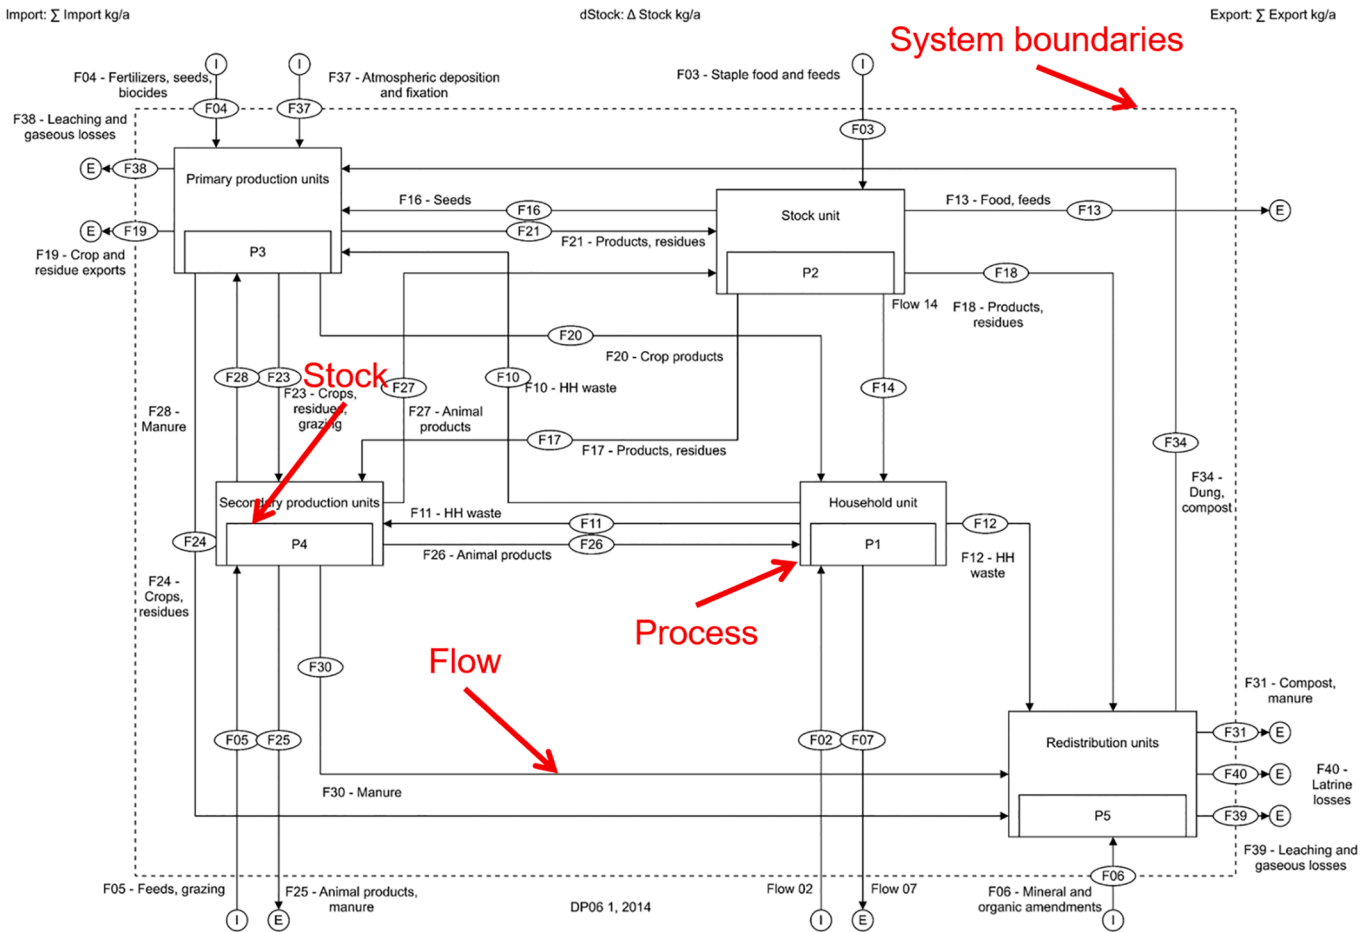 Import: ∑ Import kg/a
dStock: Δ Stock kg/a
Export: ∑ Export kg/a
System boundaries
I
I
I
F04 - Fertilizers, seeds,
biocides
F37 - Atmospheric deposition
and fixation
F03 - Staple food and feeds
F04
F37
F03
F38 - Leaching and
gaseous losses
E
F38
Primary production units
F16 - Seeds
F16
Stock unit
F13 - Food, feeds
F13
E
E
F19
F21
F21 - Products, residues
F19 - Crop and
residue exports
P3
P2
F18
Flow 14
F18 - Products,
residues
F20
F20 - Crop products
Stock
F28
F23
F23 - Crops,
residues,
grazing
F27
F10
F10 - HH waste
F14
F28 -
Manure
F27 - Animal
products
F17
F17 - Products, residues
F34
F34 -
Dung,
compost
Secondary production units
Household unit
F11 - HH waste
F11
F12
F24
P4
F26 - Animal products
F26
P1
F12 - HH
waste
F24 -
Crops,
residues
Process
Flow
F30
F31 - Compost,
manure
F05
F25
F02
F07
Redistribution units
F31
E
F40
E
F40 -
Latrine
losses
F30 - Manure
P5
F39
E
F39 - Leaching and
gaseous losses
F06
F05 - Feeds, grazing
F25 - Animal products,
manure
Flow 02
Flow 07
F06 - Mineral and
organic amendments
DP06 1, 2014
I
E
I
E
I